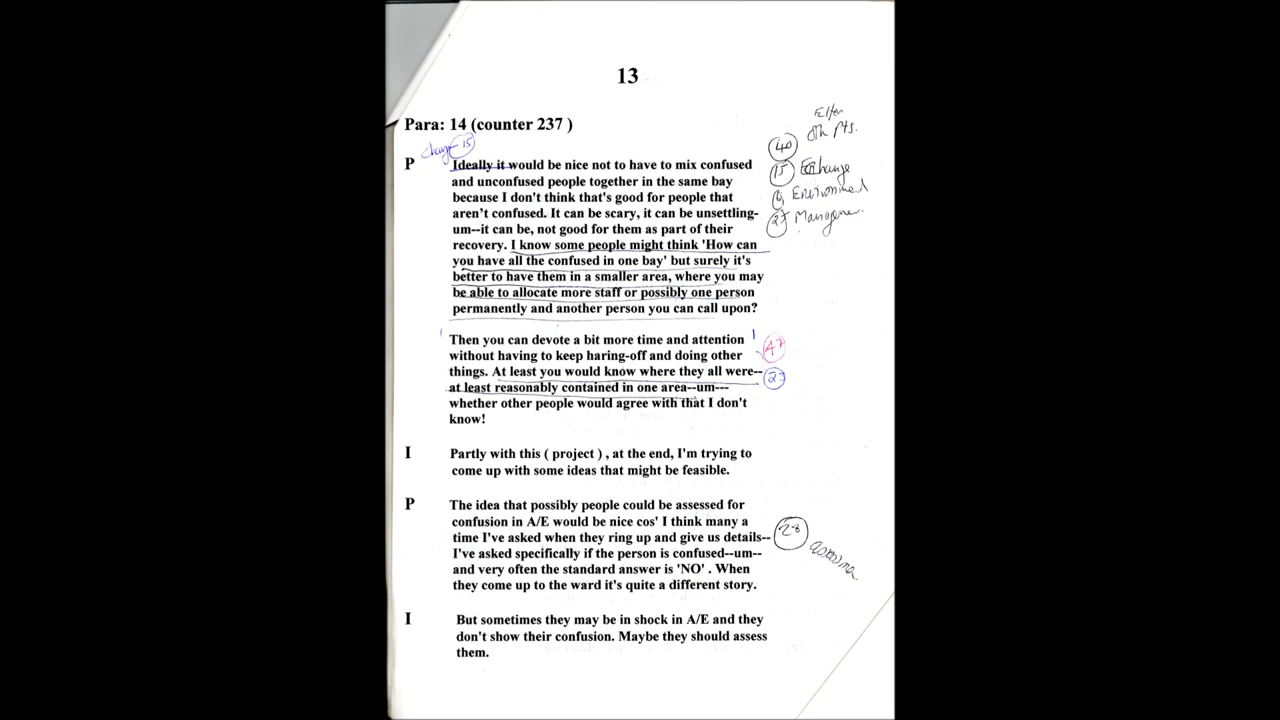 13
Para: 14 (counter 237 )
Change 15
P Ideally it would be nice not to have to mix confused
and unconfused people together in the same bay
because I don't think that's good for people that
aren't confused. It can be scary, it can be unsettling-
um--it can be, not good for them as part of their
recovery. I know some people might think 'How can
you have all the confused in one bay' but surely it's
better to have them in a smaller area, where you may
be able to allocate more staff or possibly one person
permanently and another person you can call upon?
40
15 Change
Environment
27
Then you can devote a bit more time and attention
without having to keep haring-off and doing other
things. At least you would know where they all were--
at least reasonably contained in one area--um---
whether other people would agree with that I don't
know!
47
I Partly with this ( project ) , at the end, I'm trying to
come up with some ideas that might be feasible.
P The idea that possibly people could be assessed for
confusion in A/E would be nice cos' I think many a
time I've asked when they ring up and give us details--
I've asked specifically if the person is confused--um--
and very often the standard answer is 'NO' . When
they come up to the ward it's quite a different story.
28
I But sometimes they may be in shock in A/E and they
don't show their confusion. Maybe they should assess
them.